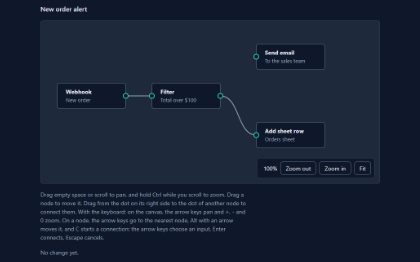 New order alert
Send email
To the sales team
Webhook
New order
Filter
Total over $100
Add sheet row
Orders sheet
100%
Zoom out
Zoom in
Fit
Drag empty space or scroll to pan, and hold Ctrl while you scroll to zoom. Drag a
node to move it. Drag from the dot on its right side to the dot of another node to
connect them. With the keyboard: on the canvas, the arrow keys pan and +, - and
0 zoom. On a node, the arrow keys go to the nearest node, Alt with an arrow
moves it, and C starts a connection: the arrow keys choose an input, Enter
connects, Escape cancels.
No change yet.